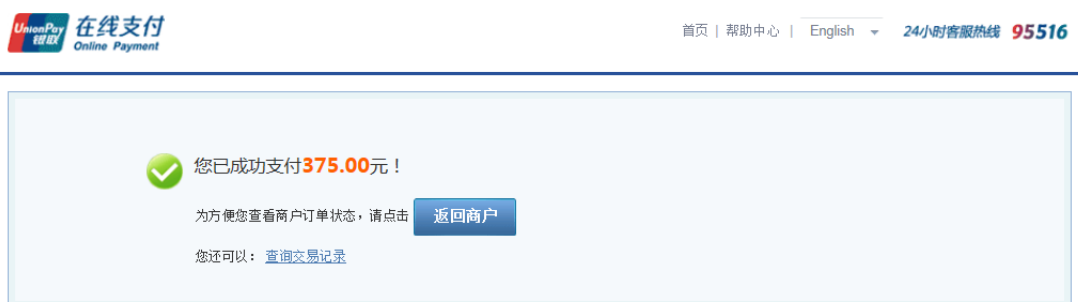 UnionPay 银联 在线支付 Online Payment
首页 | 帮助中心 | English 24小时客服热线 95516
您已成功支付375.00元！
为方便您查看商户订单状态，请点击 返回商户
您还可以： 查询交易记录